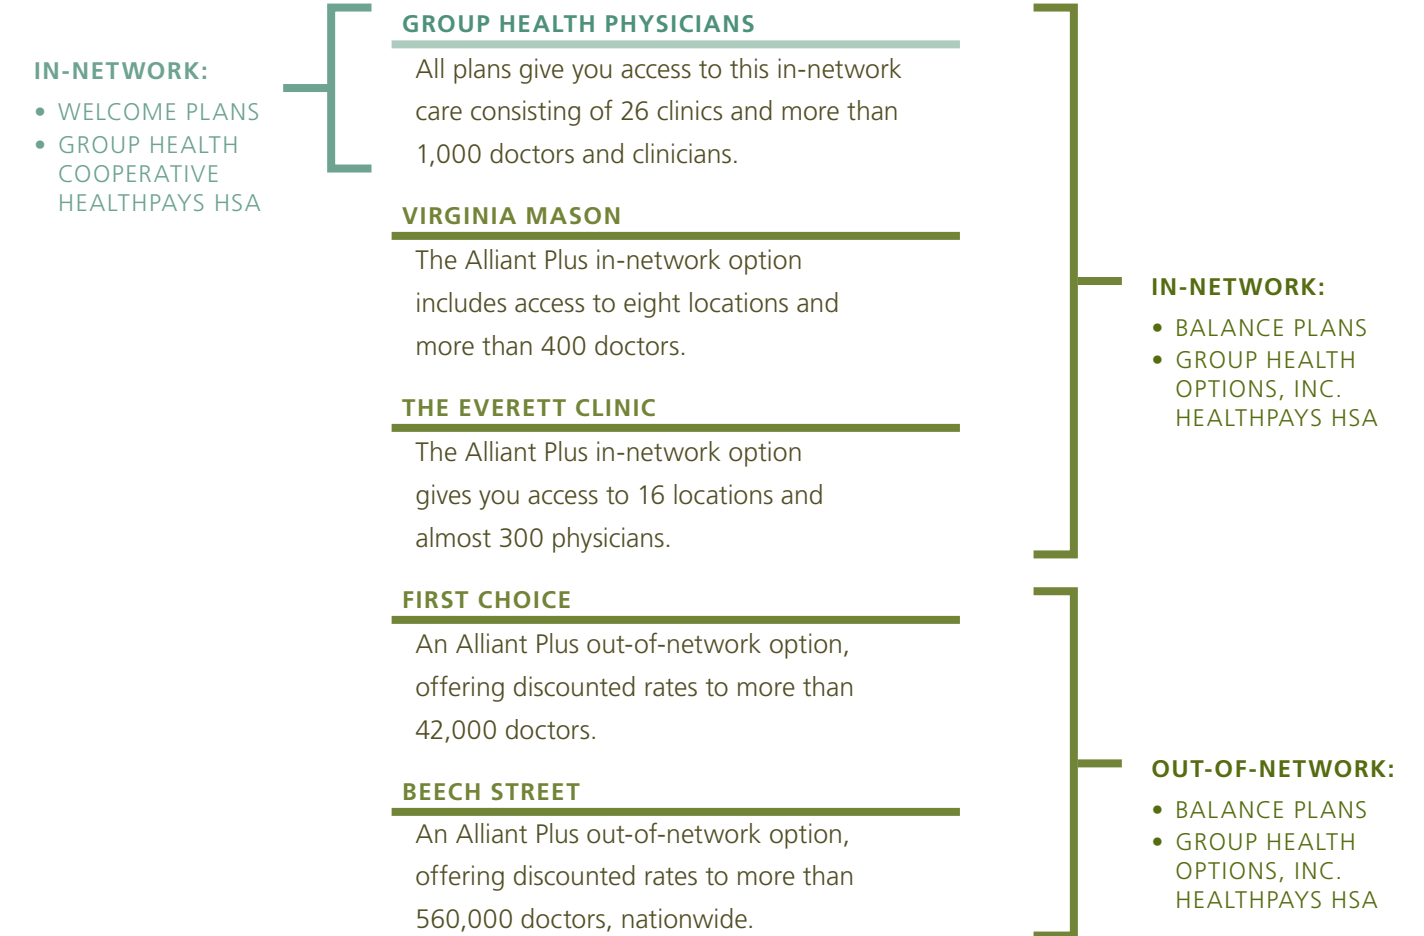 IN-NETWORK:
• WELCOME PLANS
• GROUP HEALTH
COOPERATIVE
HEALTHPAYS HSA
GROUP HEALTH PHYSICIANS
All plans give you access to this in-network
care consisting of 26 clinics and more than
1,000 doctors and clinicians.
VIRGINIA MASON
The Alliant Plus in-network option
includes access to eight locations and
more than 400 doctors.
THE EVERETT CLINIC
The Alliant Plus in-network option
gives you access to 16 locations and
almost 300 physicians.
FIRST CHOICE
An Alliant Plus out-of-network option,
offering discounted rates to more than
42,000 doctors.
BEECH STREET
An Alliant Plus out-of-network option,
offering discounted rates to more than
560,000 doctors, nationwide.
IN-NETWORK:
• BALANCE PLANS
• GROUP HEALTH
OPTIONS, INC.
HEALTHPAYS HSA
OUT-OF-NETWORK:
• BALANCE PLANS
• GROUP HEALTH
OPTIONS, INC.
HEALTHPAYS HSA